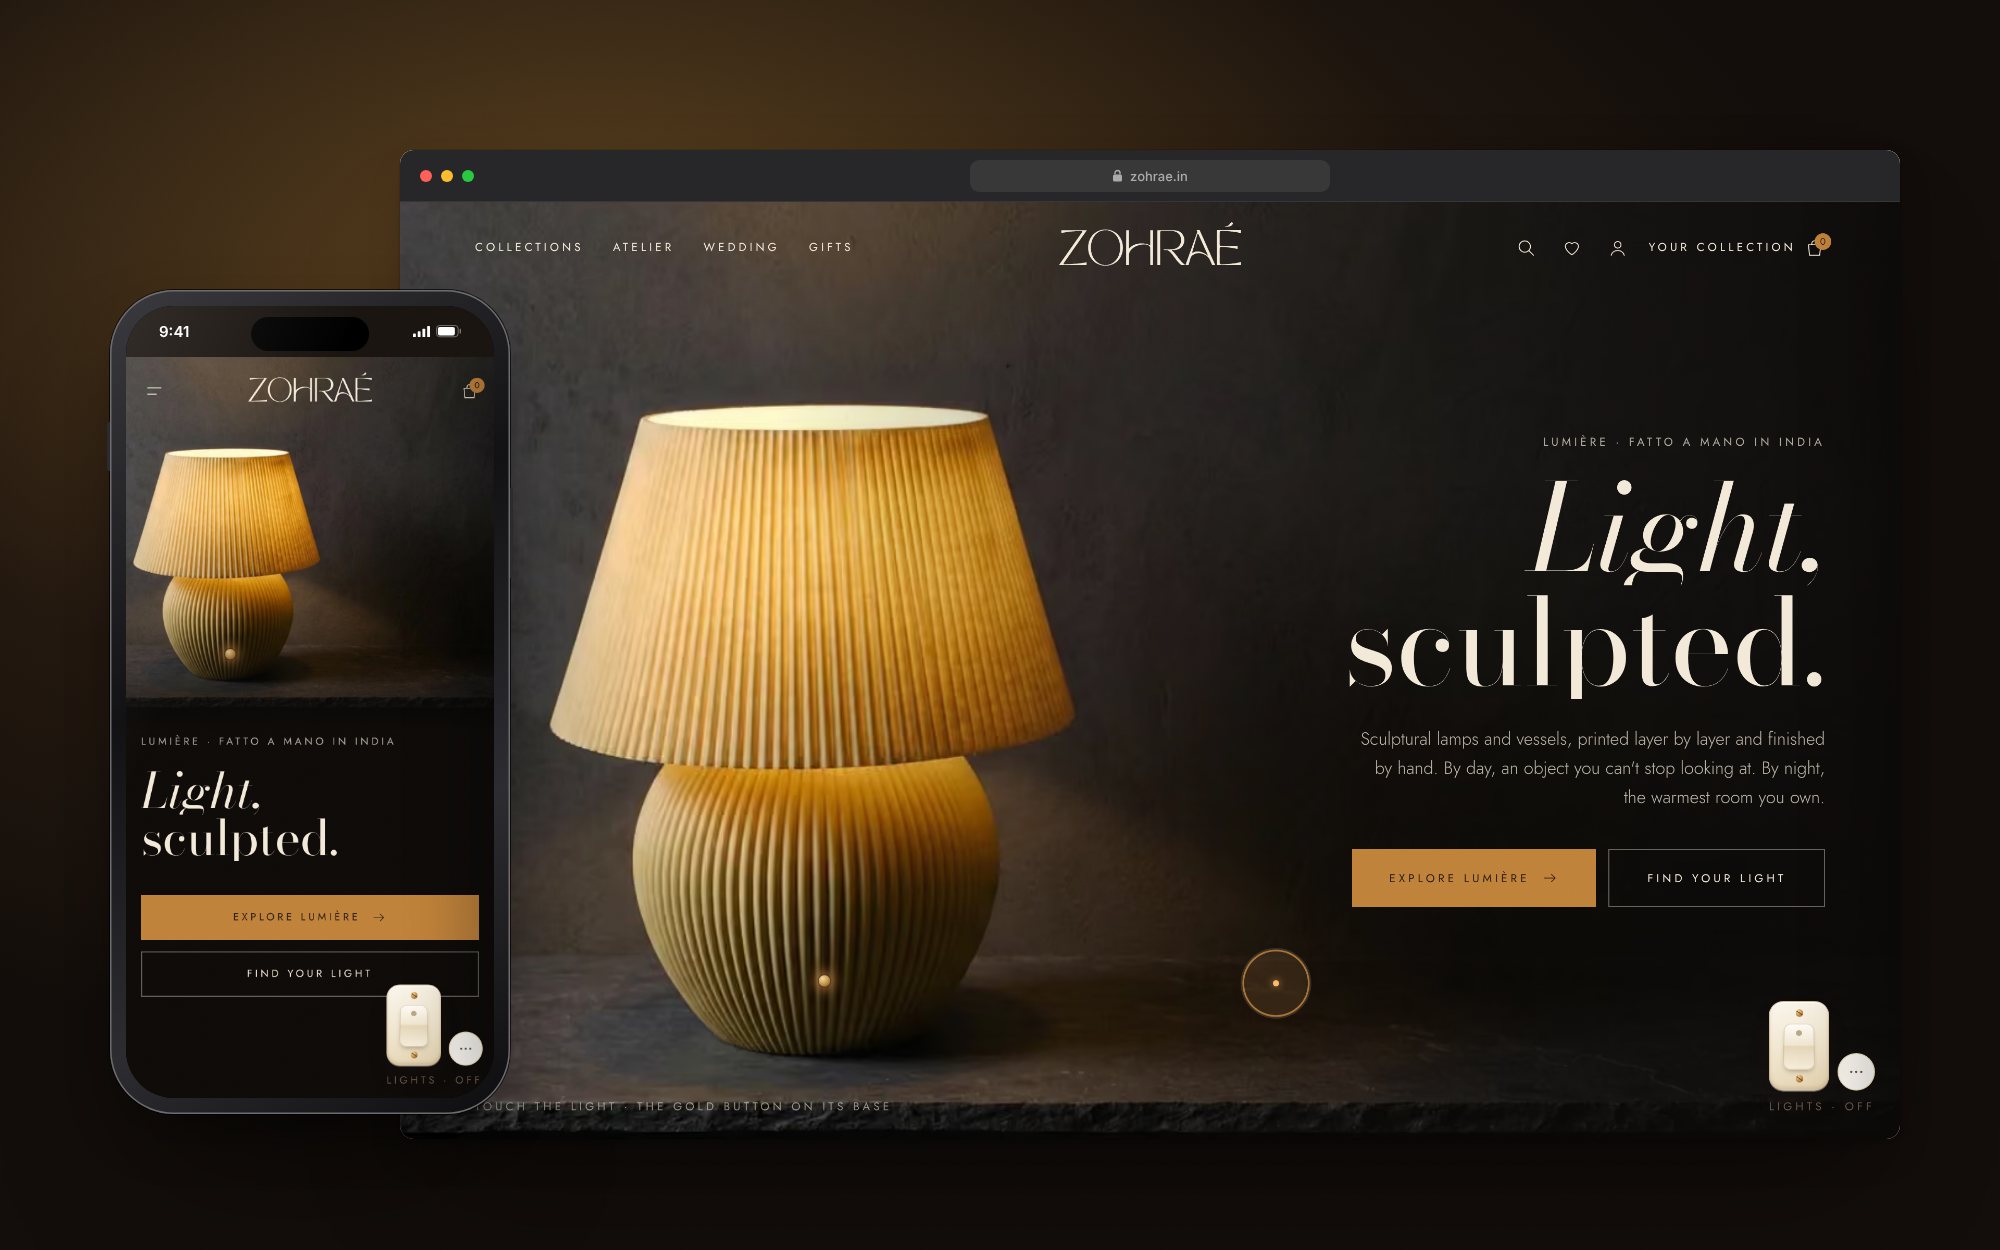 zohrae.in
COLLECTIONS ATELIER WEDDING GIFTS
ZOHRAÉ
YOUR COLLECTION 0
LUMIÈRE · FATTO A MANO IN INDIA
Light,
sculpted.
Sculptural lamps and vessels, printed layer by layer and finished
by hand. By day, an object you can't stop looking at. By night,
the warmest room you own.
EXPLORE LUMIÈRE →
FIND YOUR LIGHT
LIGHTS · OFF
THE LIGHT · THE GOLD BUTTON ON ITS BASE
9:41
ZOHRAÉ
0
LUMIÈRE · FATTO A MANO IN INDIA
Light,
sculpted.
EXPLORE LUMIÈRE →
FIND YOUR LIGHT
LIGHTS · OFF